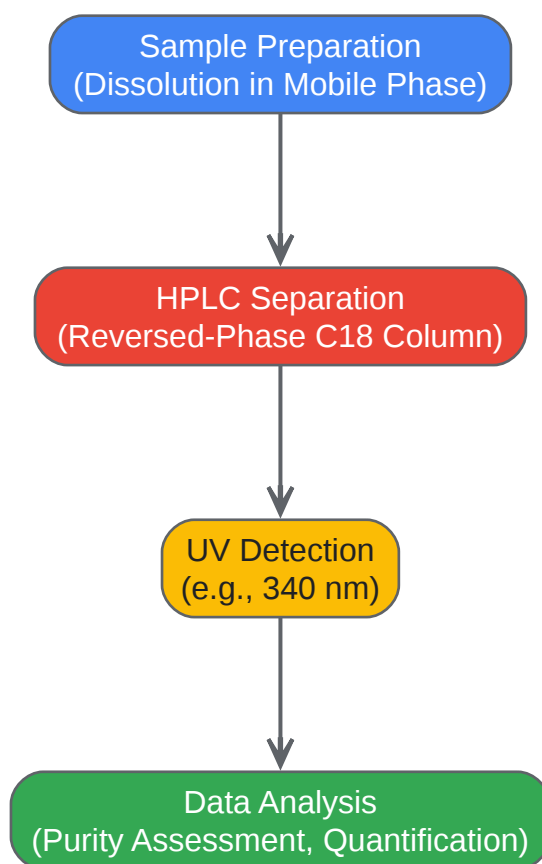 Sample Preparation
(Dissolution in Mobile Phase)
HPLC Separation
(Reversed-Phase C18 Column)
UV Detection
(e.g., 340 nm)
Data Analysis
(Purity Assessment, Quantification)